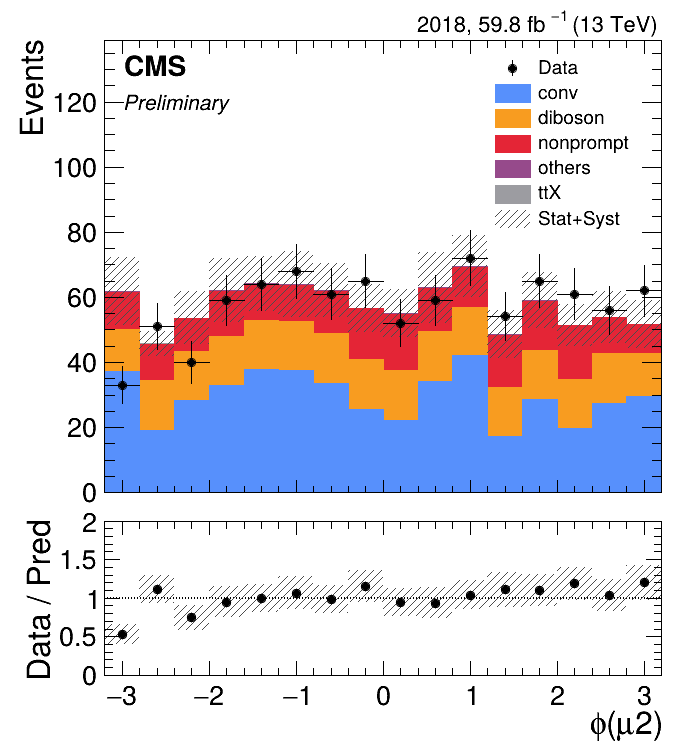 2018, 59.8 fb⁻¹ (13 TeV)
CMS
Preliminary
Events
Data
conv
diboson
nonprompt
others
ttX
Stat+Syst
120
100
80
60
40
20
0
Data / Pred
2
1.5
1
0.5
0
−3 −2 −1 0 1 2 3
ϕ(μ2)